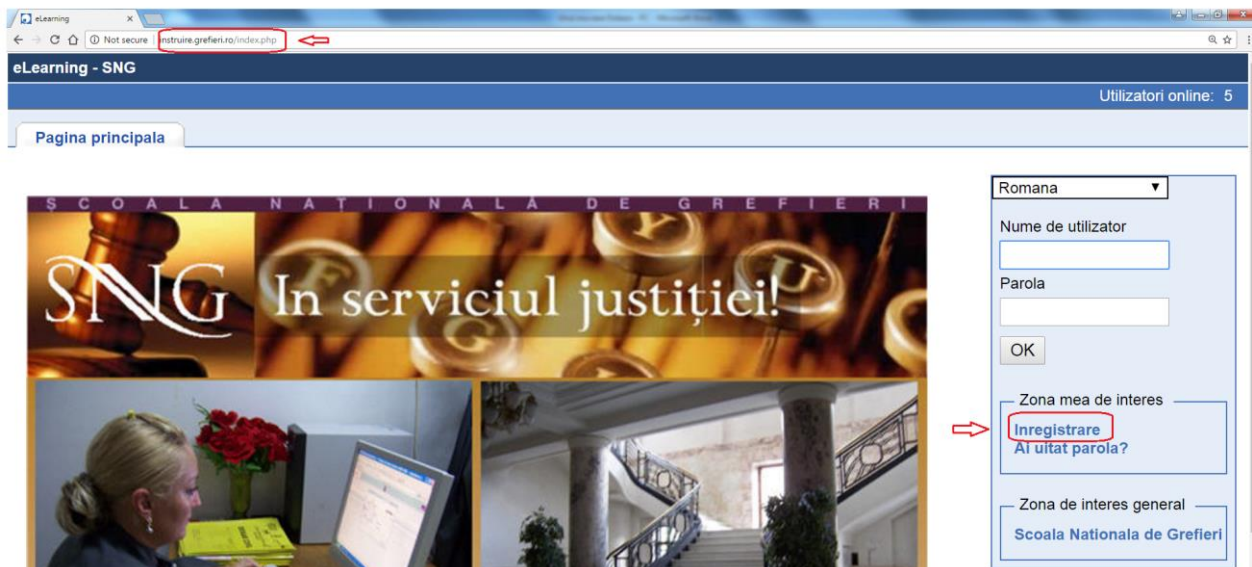 eLearning
Not secure | instruire.grefieri.ro/index.php
eLearning - SNG
Utilizatori online: 5
Pagina principala
ȘCOALA NAȚIONALĂ DE GREFIERI
SNG In serviciul justiției!
Romana
Nume de utilizator
Parola
OK
Zona mea de interes
Inregistrare
Ai uitat parola?
Zona de interes general
Scoala Nationala de Grefieri